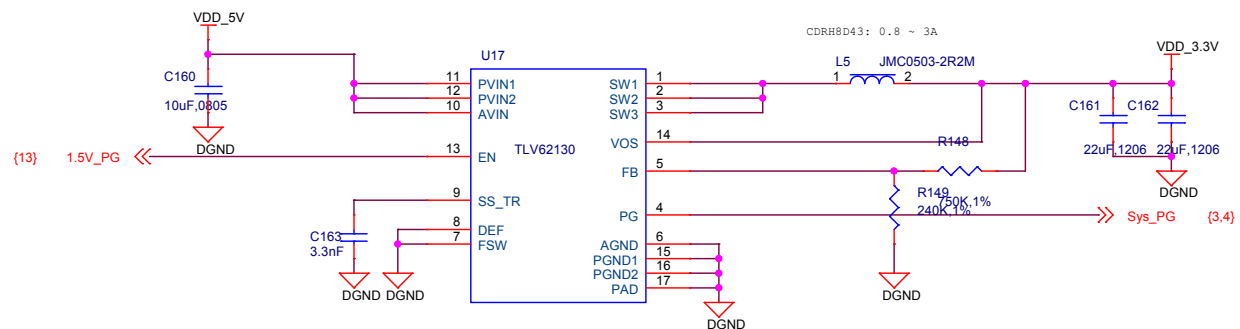 CDRH8D43: 0.8 ~ 3A
VDD_5V
VDD_3.3V
U17
L5 JMC0503-2R2M
C160
10uF,0805
DGND
11 PVIN1
12 PVIN2
10 AVIN
SW1 1
SW2 2
SW3 3
1 2
C161 C162
22uF,1206 22uF,1206
DGND
VOS 14
{13} 1.5V_PG
13 EN
TLV62130
FB 5
R148
750K,1%
R149
240K,1%
9 SS_TR
PG 4
Sys_PG {3,4}
8 DEF
7 FSW
C163
3.3nF
AGND 6
PGND1 15
PGND2 16
PAD 17
DGND
DGND
DGND
DGND